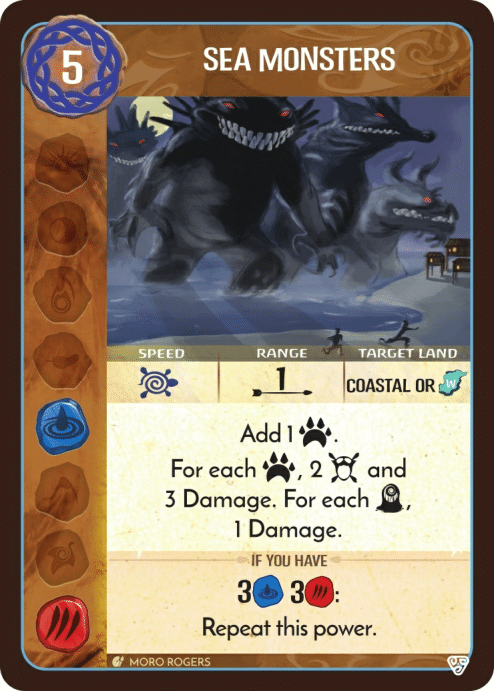 5
SEA MONSTERS
SPEED
RANGE
TARGET LAND
1
COASTAL OR W
Add 1 .
For each , 2 and
3 Damage. For each ,
1 Damage.
IF YOU HAVE
3 3 :
Repeat this power.
MORO ROGERS